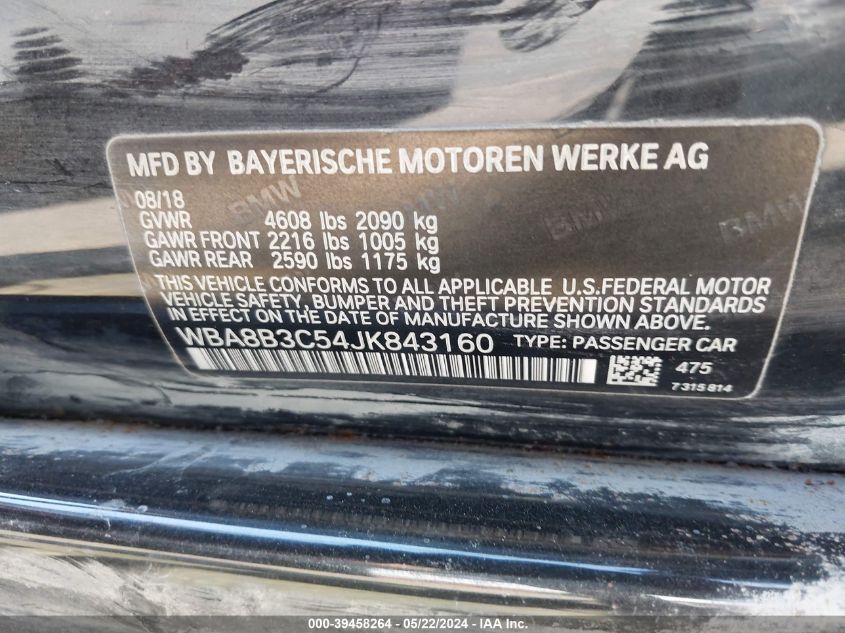 MFD BY BAYERISCHE MOTOREN WERKE AG
08/18
GVWR 4608 lbs 2090 kg
GAWR FRONT 2216 lbs 1005 kg
GAWR REAR 2590 lbs 1175 kg
THIS VEHICLE CONFORMS TO ALL APPLICABLE U.S.FEDERAL MOTOR
VEHICLE SAFETY, BUMPER AND THEFT PREVENTION STANDARDS
IN EFFECT ON THE DATE OF MANUFACTURE SHOWN ABOVE.
WBA8B3C54JK843160 TYPE: PASSENGER CAR
475
7315814
BMW
BMW
BMW
000-39458264 - 05/22/2024 - IAA Inc.